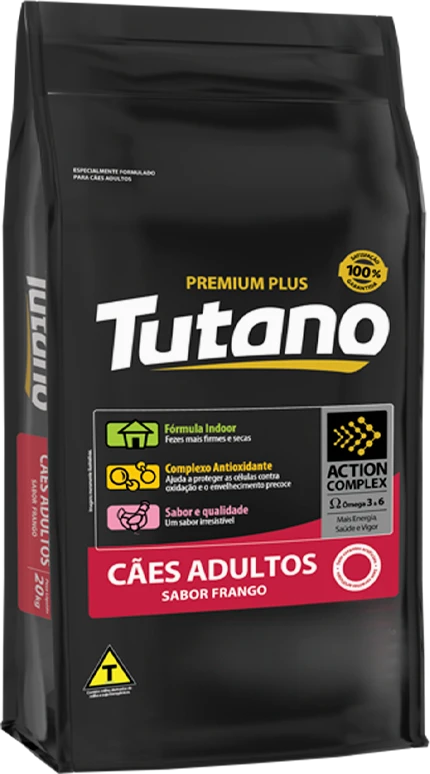 ESPECIALMENTE FORMULADO
PARA CÃES ADULTOS
SATISFAÇÃO
100%
GARANTIDA
PREMIUM PLUS
Tutano
Fórmula Indoor
Fezes mais firmes e secas
Complexo Antioxidante
Ajuda a proteger as células contra
oxidação e o envelhecimento precoce
Sabor e qualidade
Um sabor irresistível
ACTION
COMPLEX
Ω Ômega 3 e 6
Mais Energia,
Saúde e Vigor
CÃES ADULTOS
SABOR FRANGO
T
Tutano
CÃES ADULTOS
SABOR FRANGO
20kg